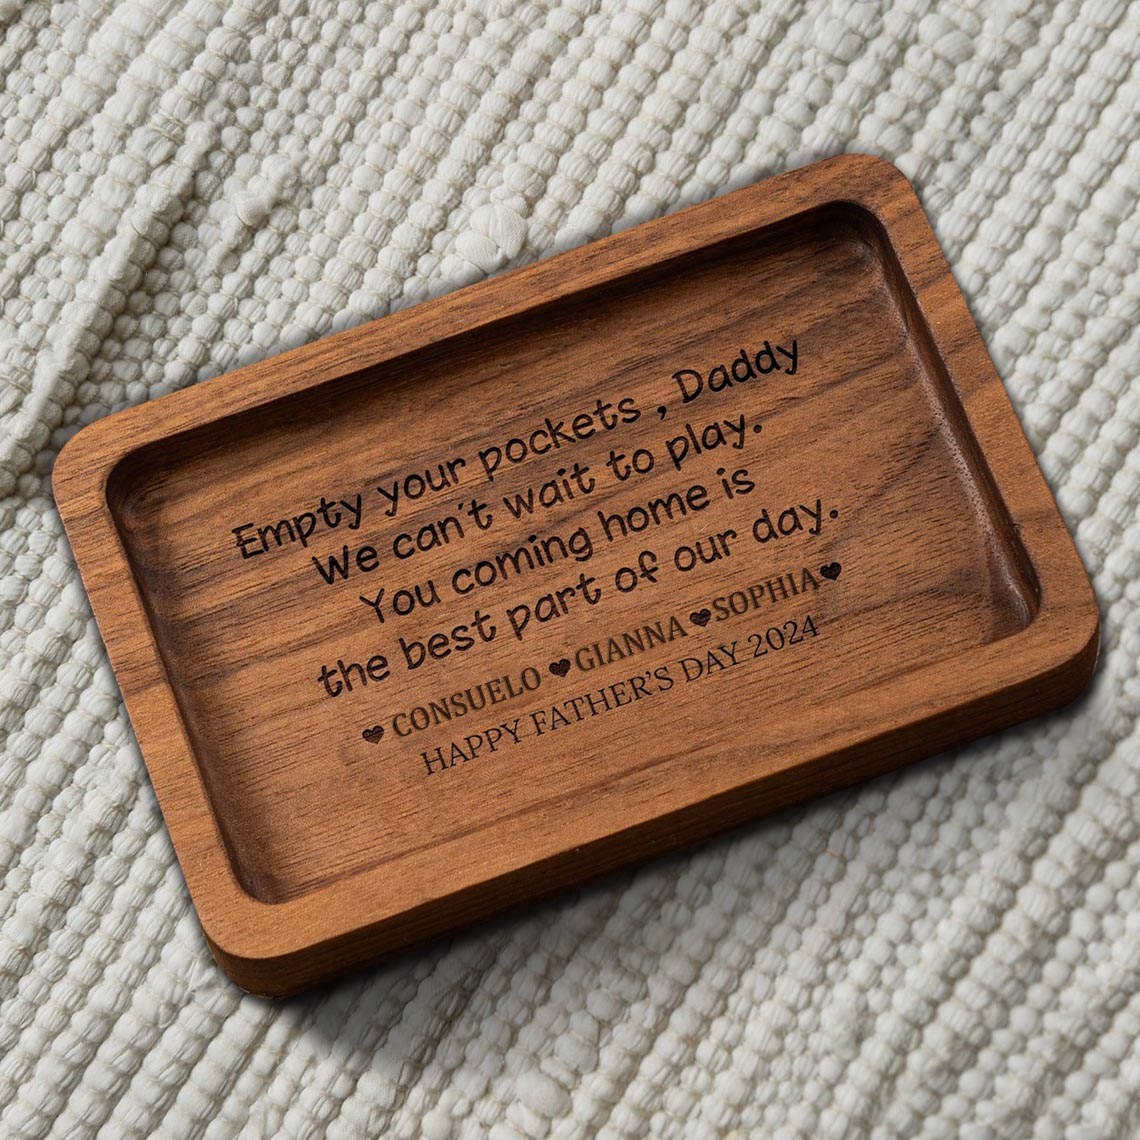 Empty your pockets , Daddy
We can't wait to play.
You coming home is
the best part of our day.
♥ CONSUELO ♥ GIANNA ♥ SOPHIA ♥
HAPPY FATHER'S DAY 2024